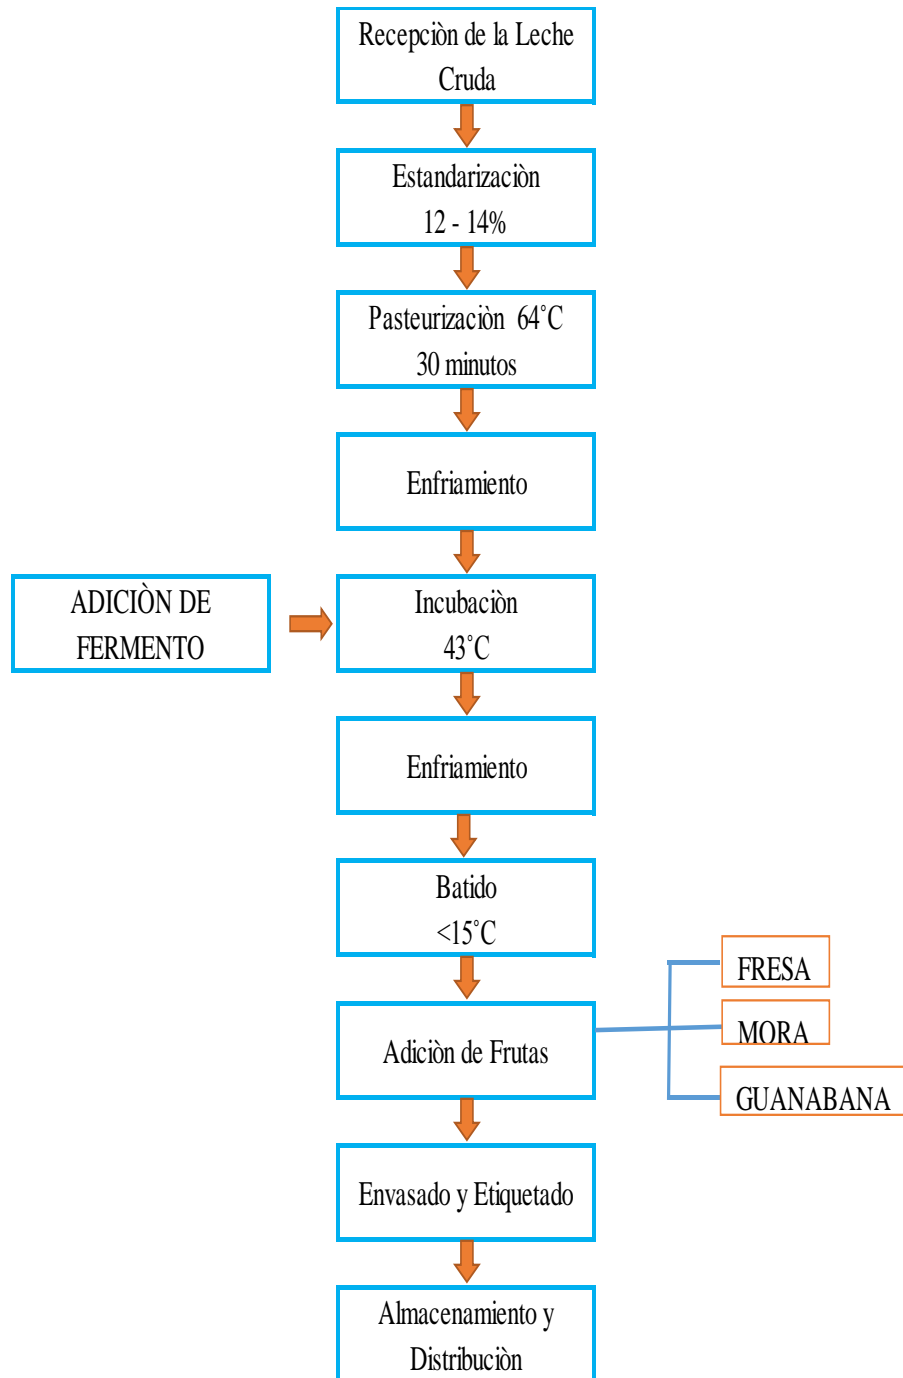 Recepciòn de la Leche
Cruda
Estandarizaciòn
12 - 14%
Pasteurizaciòn 64˚C
30 minutos
Enfriamiento
ADICIÒN DE
FERMENTO
Incubaciòn
43˚C
Enfriamiento
Batido
<15˚C
Adiciòn de Frutas
FRESA
MORA
GUANABANA
Envasado y Etiquetado
Almacenamiento y
Distribuciòn